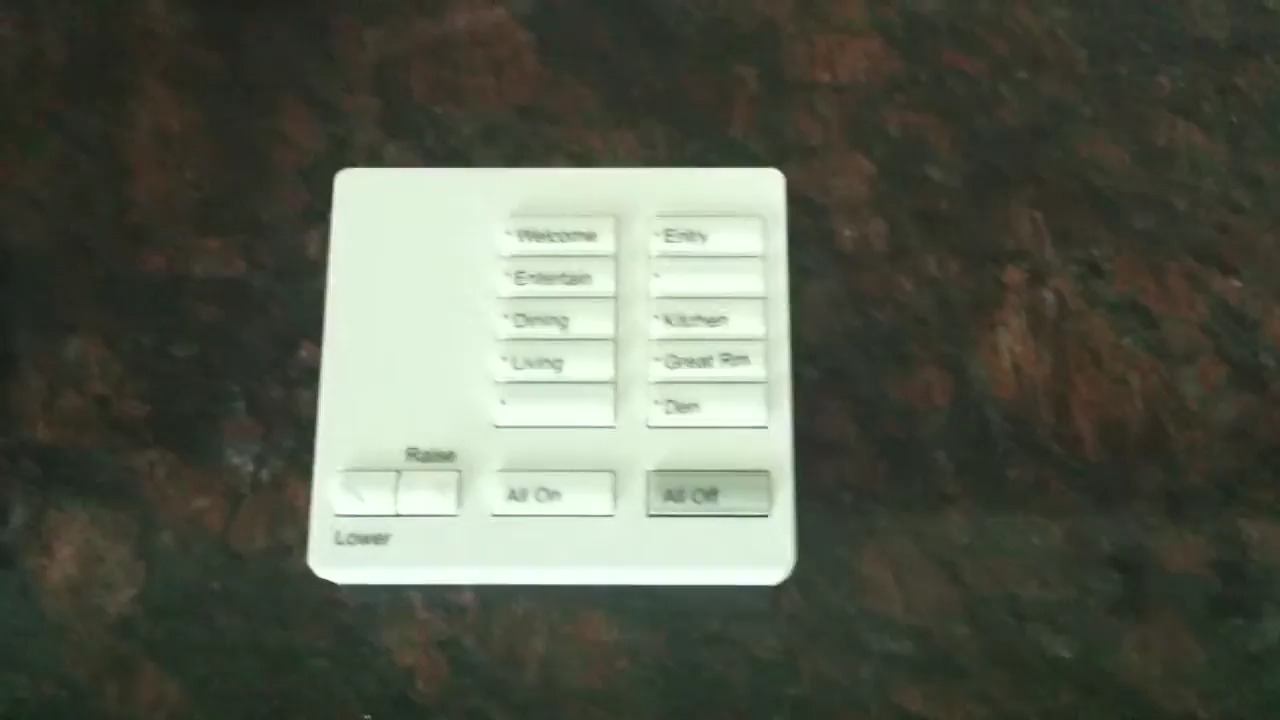 Welcome
Entertain
Dining
Living
Entry
Kitchen
Great Rm
Den
Raise
Lower
All On
All Off